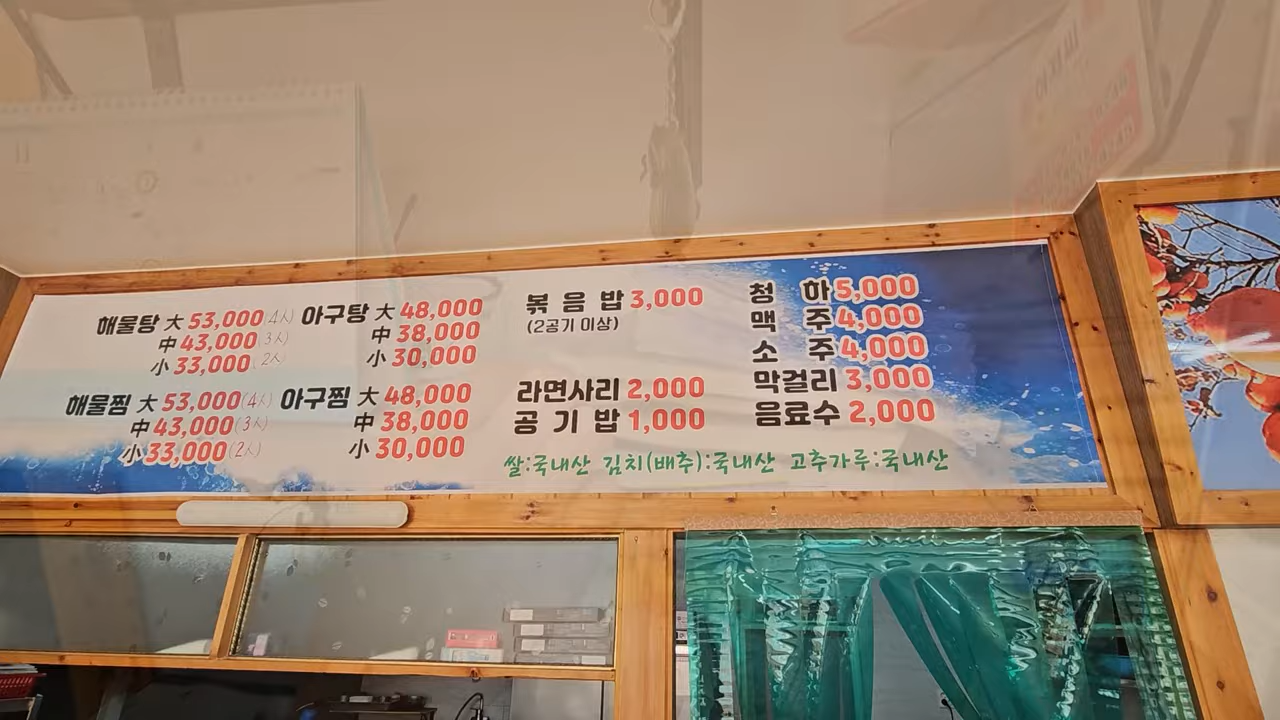 해물탕 大 53,000 (4人)
中 43,000 (3人)
小 33,000 (2人)
아구탕 大 48,000
中 38,000
小 30,000
해물찜 大 53,000 (4人)
中 43,000 (3人)
小 33,000 (2人)
아구찜 大 48,000
中 38,000
小 30,000
볶음밥 3,000
(2공기 이상)
라면사리 2,000
공기밥 1,000
청하 5,000
맥주 4,000
소주 4,000
막걸리 3,000
음료수 2,000
쌀:국내산 김치(배추):국내산 고추가루:국내산